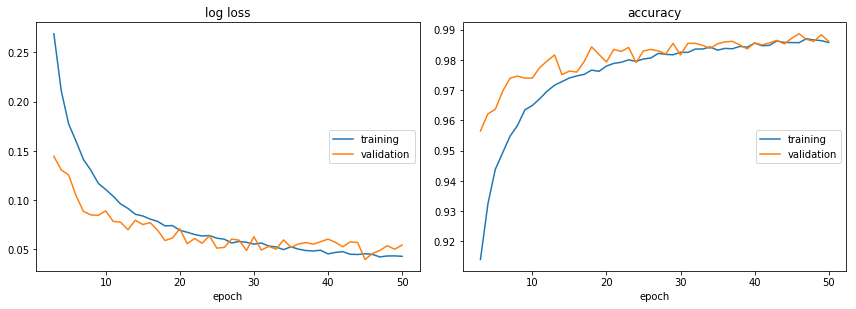 log loss
0.25
0.20
0.15
0.10
0.05
10 20 30 40 50
epoch
training
validation
accuracy
0.99
0.98
0.97
0.96
0.95
0.94
0.93
0.92
10 20 30 40 50
epoch
training
validation